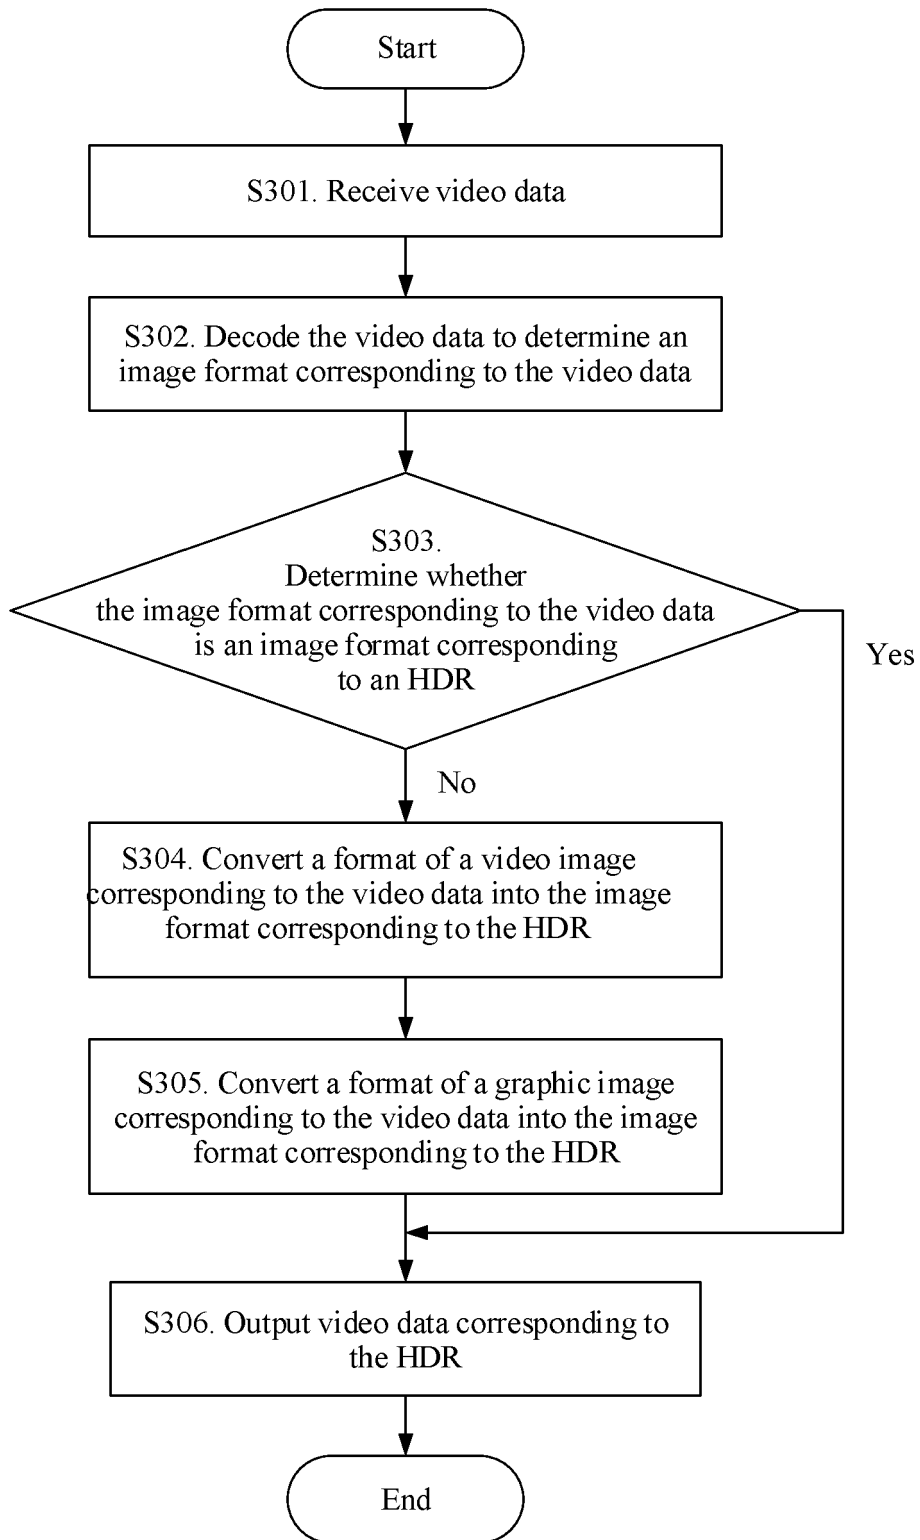 Start
S301. Receive video data
S302. Decode the video data to determine an
image format corresponding to the video data
S303.
Determine whether
the image format corresponding to the video data
is an image format corresponding
to an HDR
Yes
No
S304. Convert a format of a video image
corresponding to the video data into the image
format corresponding to the HDR
S305. Convert a format of a graphic image
corresponding to the video data into the image
format corresponding to the HDR
S306. Output video data corresponding to
the HDR
End